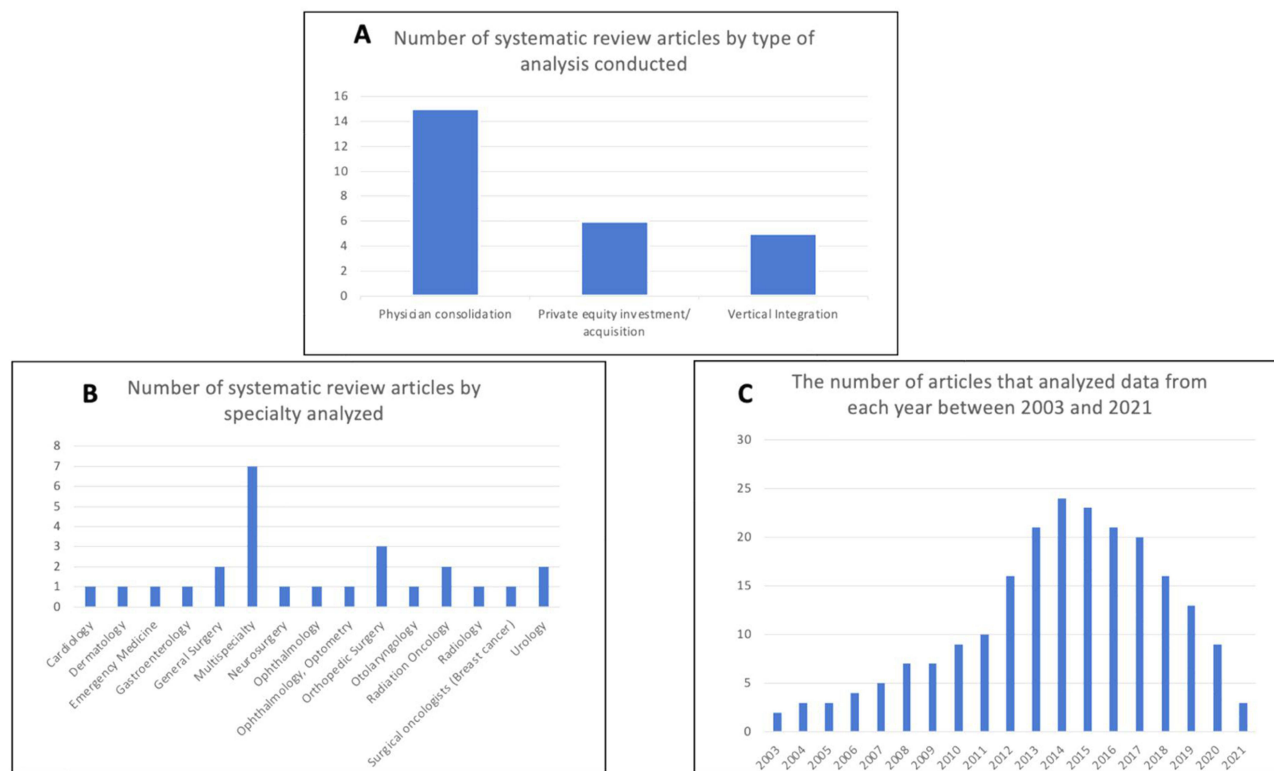 A Number of systematic review articles by type of
analysis conducted
16
14
12
10
8
6
4
2
0
Physician consolidation Private equity investment/ Vertical Integration
acquisition
B Number of systematic review articles by
specialty analyzed
8
7
6
5
4
3
2
1
0
Cardiology
Dermatology
Emergency Medicine
Gastroenterology
General Surgery
Multispecialty
Neurosurgery
Ophthalmology
Ophthalmology, Optometry
Orthopedic Surgery
Otolaryngology
Radiation Oncology
Radiology
Surgical oncologists (Breast cancer)
Urology
C The number of articles that analyzed data from
each year between 2003 and 2021
30
25
20
15
10
5
0
2003
2004
2005
2006
2007
2008
2009
2010
2011
2012
2013
2014
2015
2016
2017
2018
2019
2020
2021